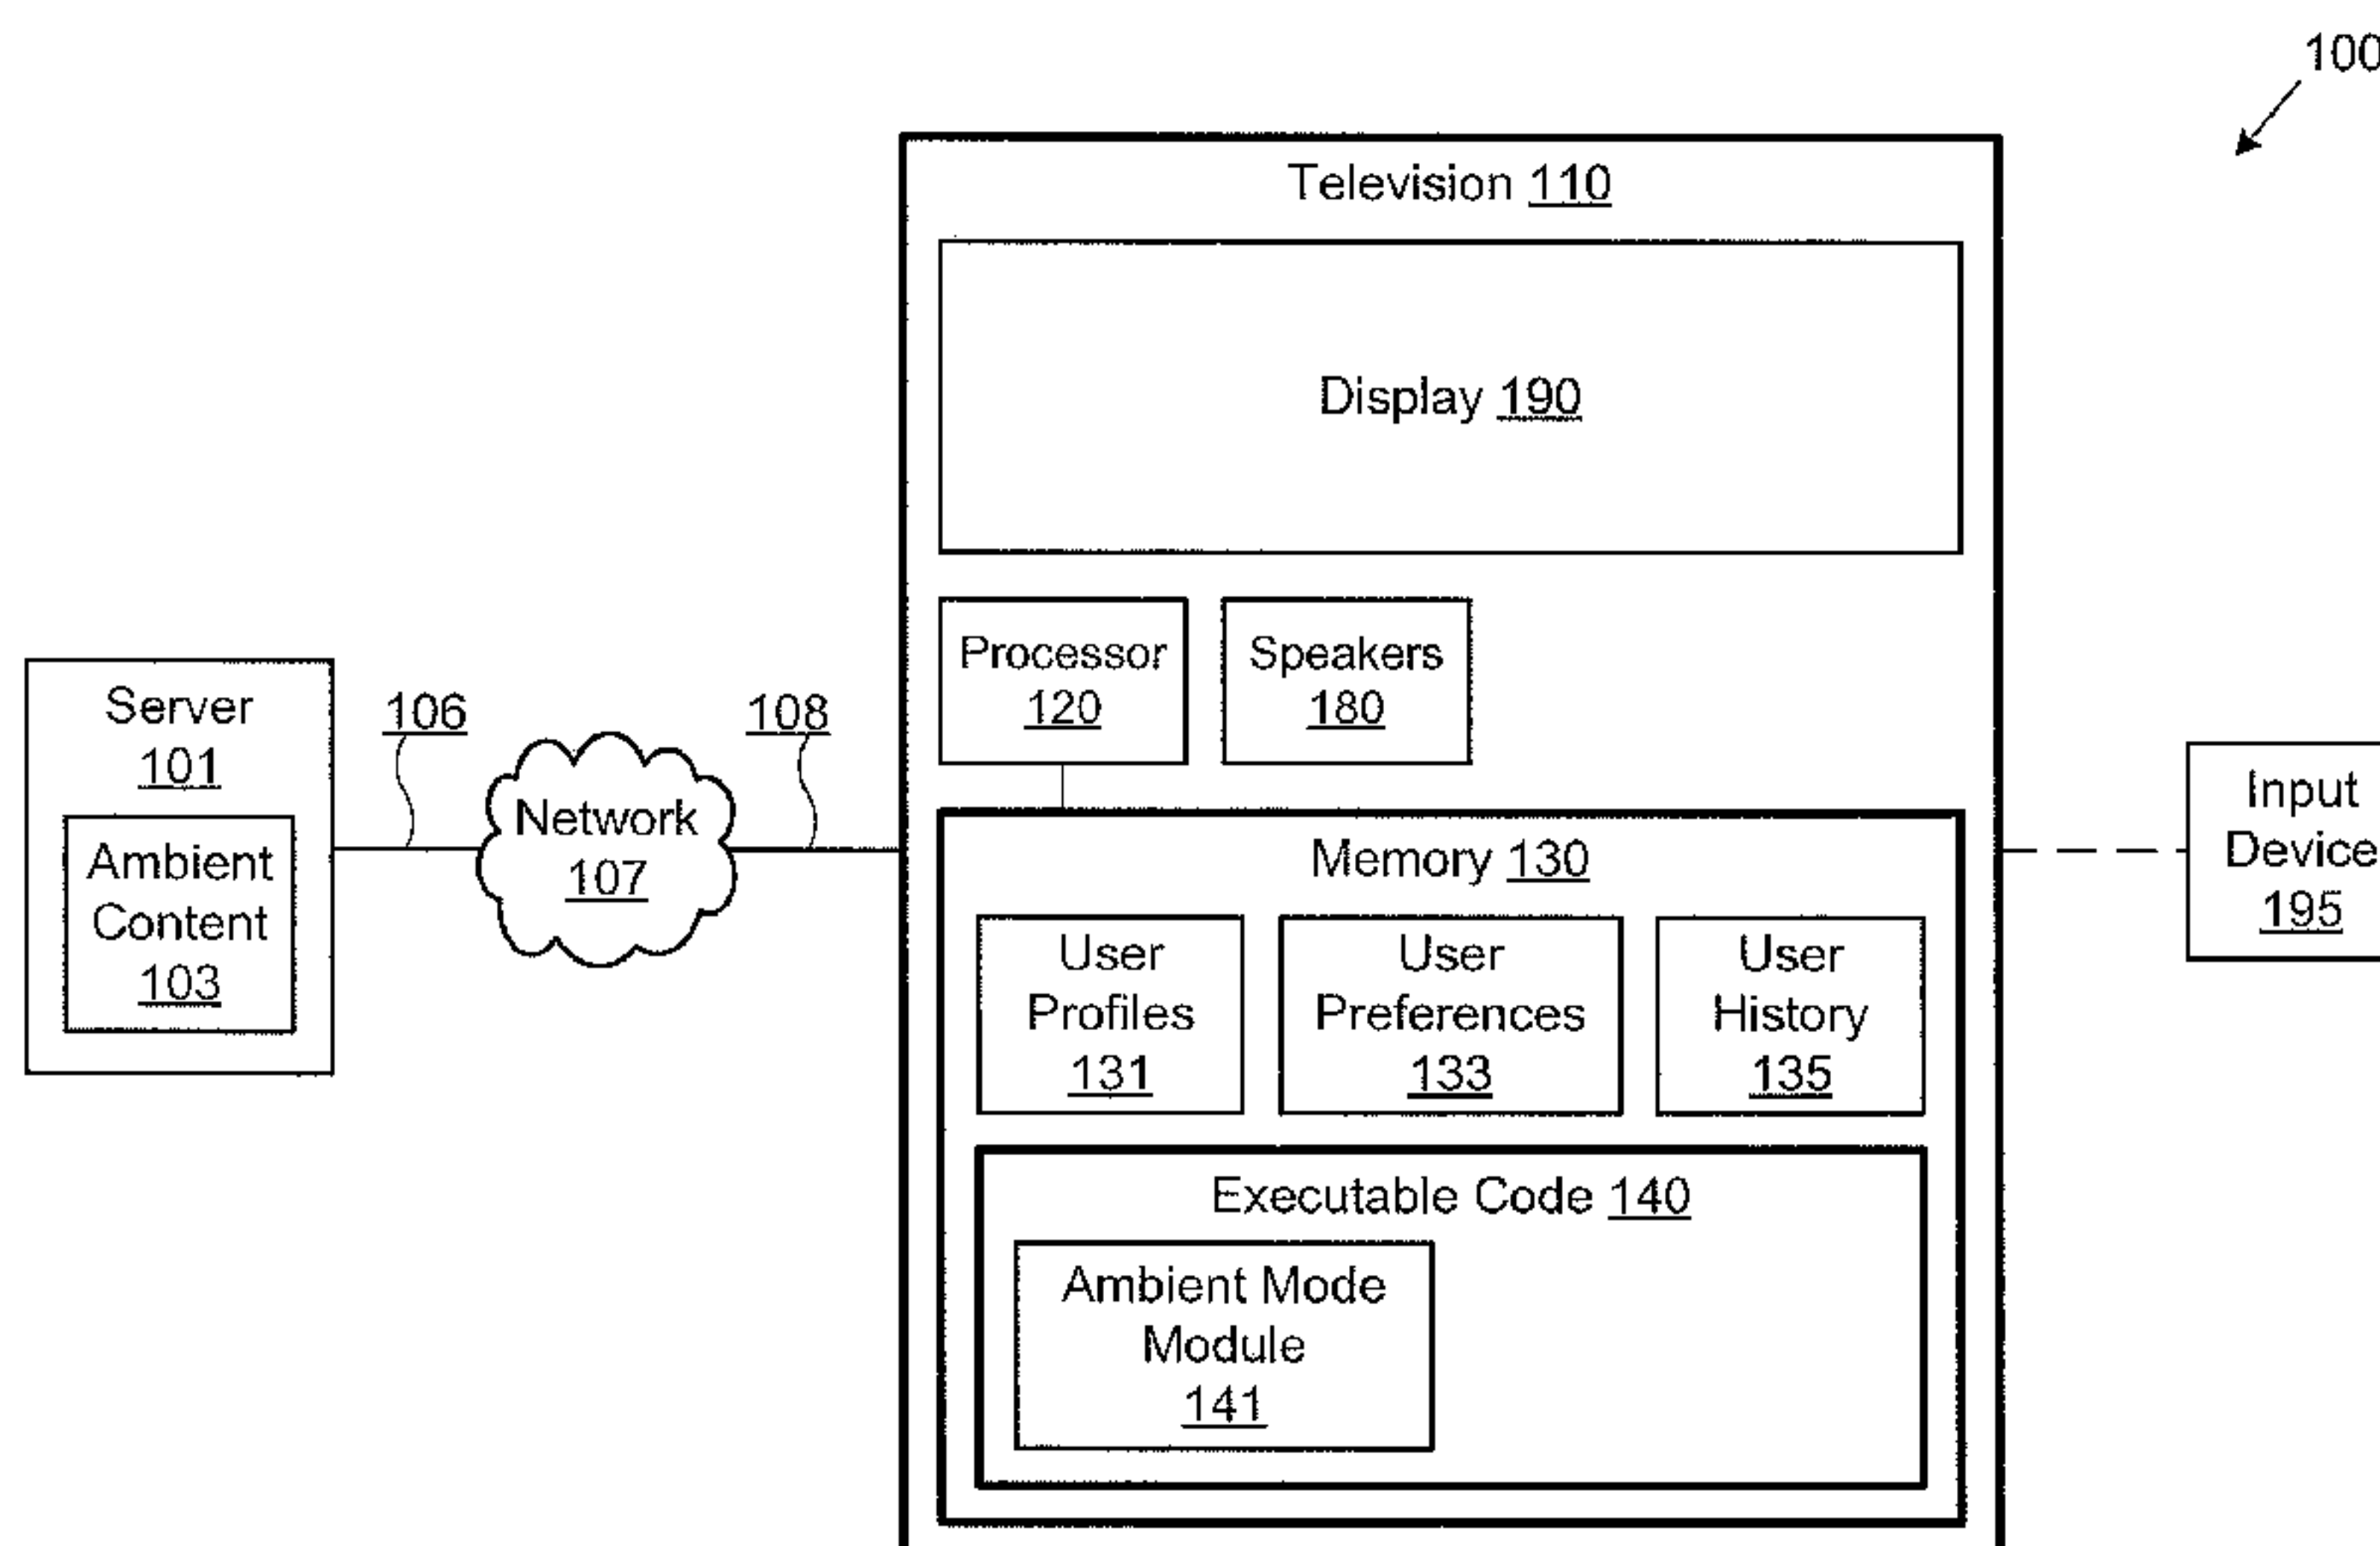 100
Television 110
Display 190
Processor
120
Speakers
180
Server
101
Ambient
Content
103
106
Network
107
108
Memory 130
User
Profiles
131
User
Preferences
133
User
History
135
Executable Code 140
Ambient Mode
Module
141
Input
Device
195